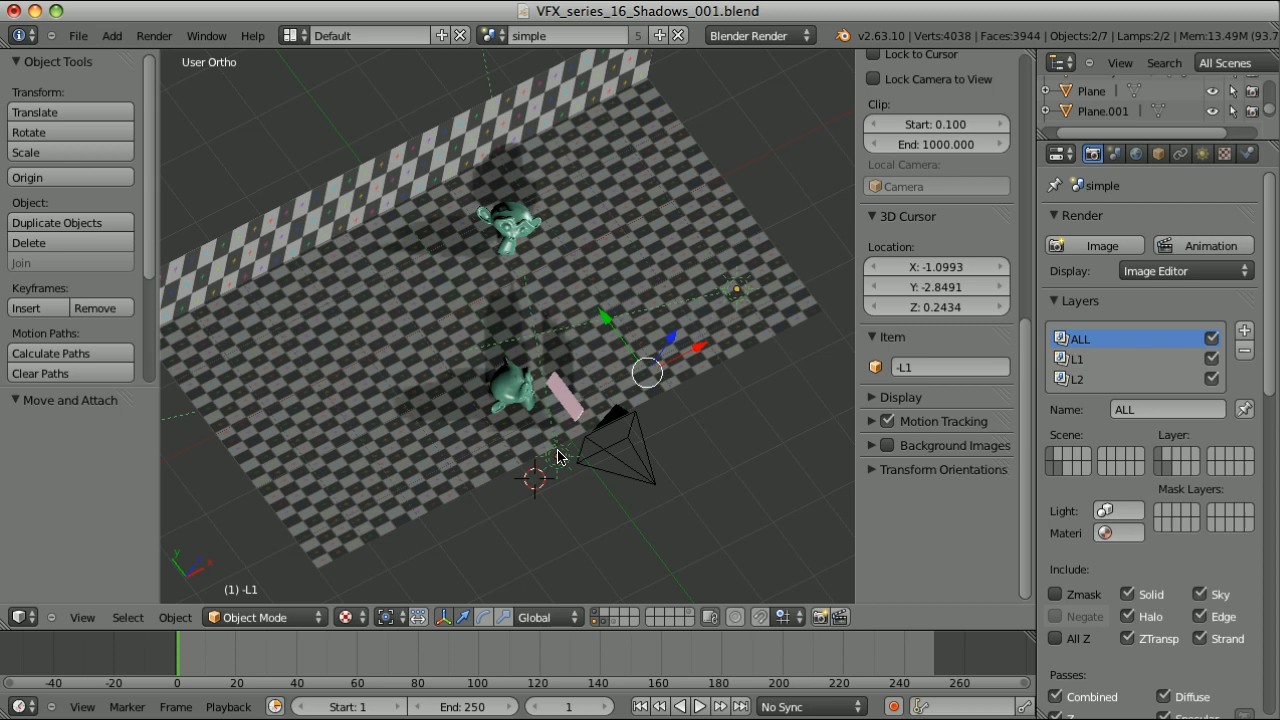 VFX_series_16_Shadows_001.blend
File Add Render Window Help Default simple 5 Blender Render v2.63.10 | Verts:4038 | Faces:3944 | Objects:2/7 | Lamps:2/2 | Mem:13.49M (93.7
Object Tools
Transform:
Translate
Rotate
Scale
Origin
Object:
Duplicate Objects
Delete
Join
Keyframes:
Insert Remove
Motion Paths:
Calculate Paths
Clear Paths
Move and Attach
User Ortho
y
x
(1) -L1
Lock to Cursor
Lock Camera to View
Clip:
Start: 0.100
End: 1000.000
Local Camera:
Camera
3D Cursor
Location:
X: -1.0993
Y: -2.8491
Z: 0.2434
Item
-L1
Display
Motion Tracking
Background Images
Transform Orientations
View Search All Scenes
Plane
Plane.001
simple
Render
Image Animation
Display: Image Editor
Layers
ALL
L1
L2
Name: ALL
Scene: Layer:
Mask Layers:
Light:
Materi
Include:
Zmask Solid Sky
Negate Halo Edge
All Z ZTransp Strand
Passes:
Combined Diffuse
View Select Object Object Mode Global
-40 -20 0 20 40 60 80 100 120 140 160 180 200 220 240 260
View Marker Frame Playback Start: 1 End: 250 1 No Sync